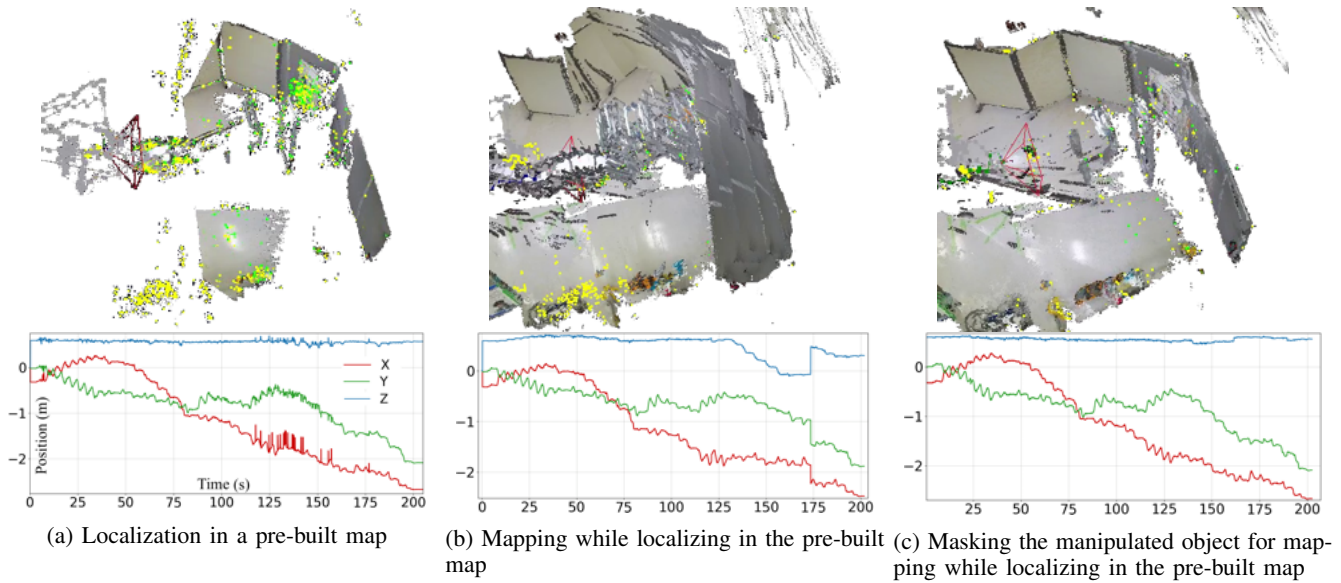 0
−1
−2
Position (m)
X
Y
Z
Time (s)
0 25 50 75 100 125 150 175 200
0
−1
−2
0 25 50 75 100 125 150 175 200
0
−1
−2
25 50 75 100 125 150 175 200
(a) Localization in a pre-built map
(b) Mapping while localizing in the pre-built
map
(c) Masking the manipulated object for map-
ping while localizing in the pre-built map